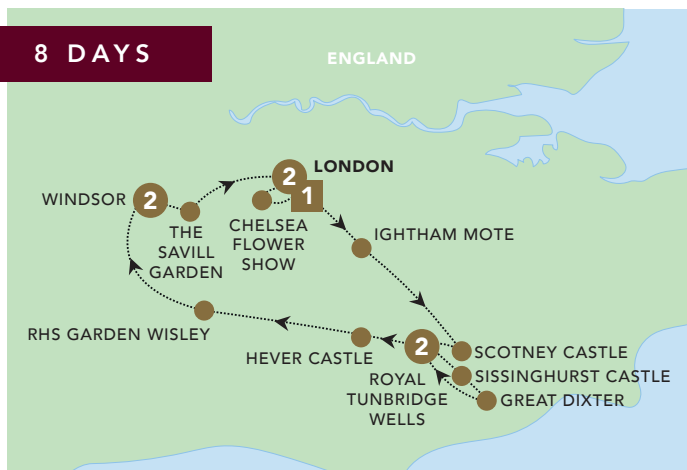 8 DAYS
ENGLAND
LONDON
2
1
WINDSOR
2
THE
SAVILL
GARDEN
CHELSEA
FLOWER
SHOW
IGHTHAM MOTE
RHS GARDEN WISLEY
HEVER CASTLE
2
ROYAL
TUNBRIDGE
WELLS
SCOTNEY CASTLE
SISSINGHURST CASTLE
GREAT DIXTER